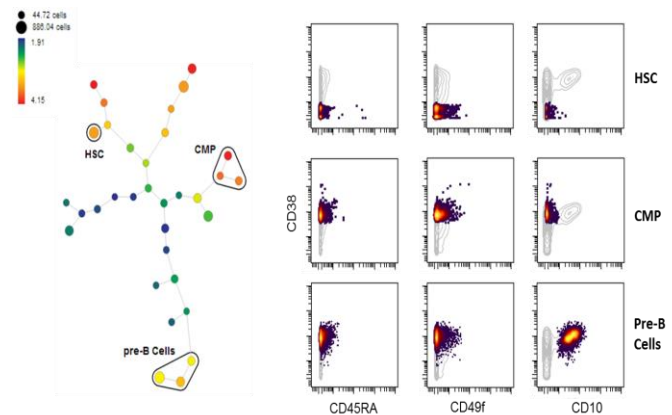 44.72 cells
886.04 cells
1.91
4.15
HSC
CMP
pre-B Cells
CD38
HSC
CMP
Pre-B
Cells
CD45RA
CD49f
CD10